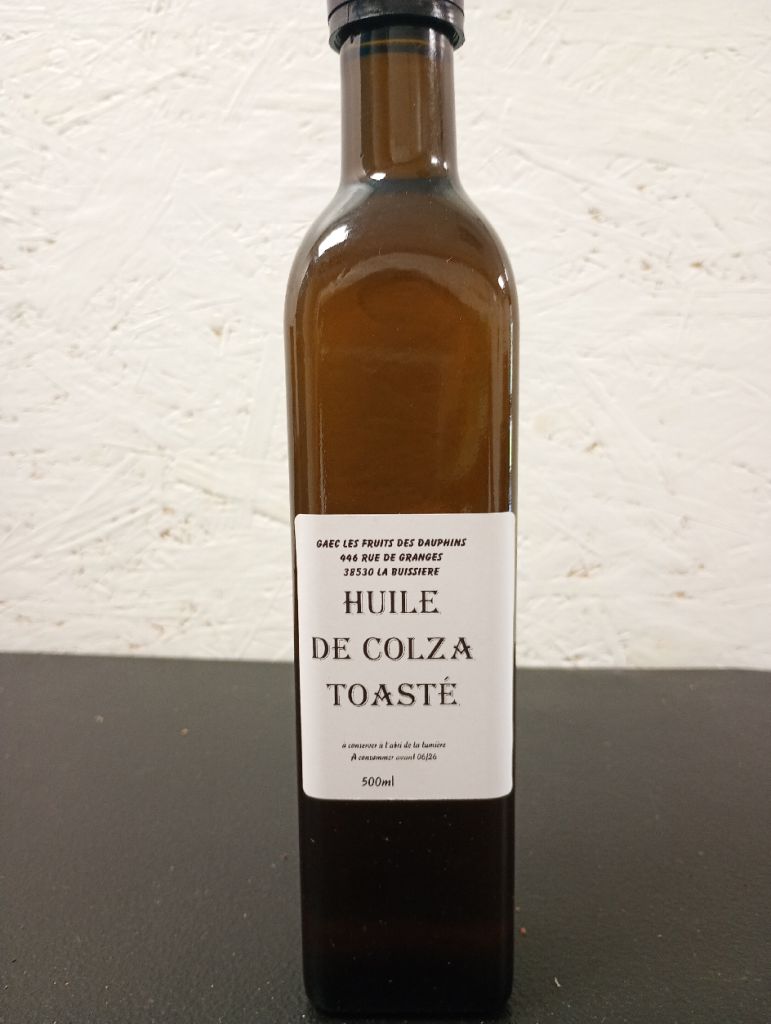 GAEC LES FRUITS DES DAUPHINS
446 RUE DE GRANGES
38530 LA BUISSIERE
HUILE
DE COLZA
TOASTÉ
à conserver à l'abri de la lumière
A consommer avant 06/26
500ml